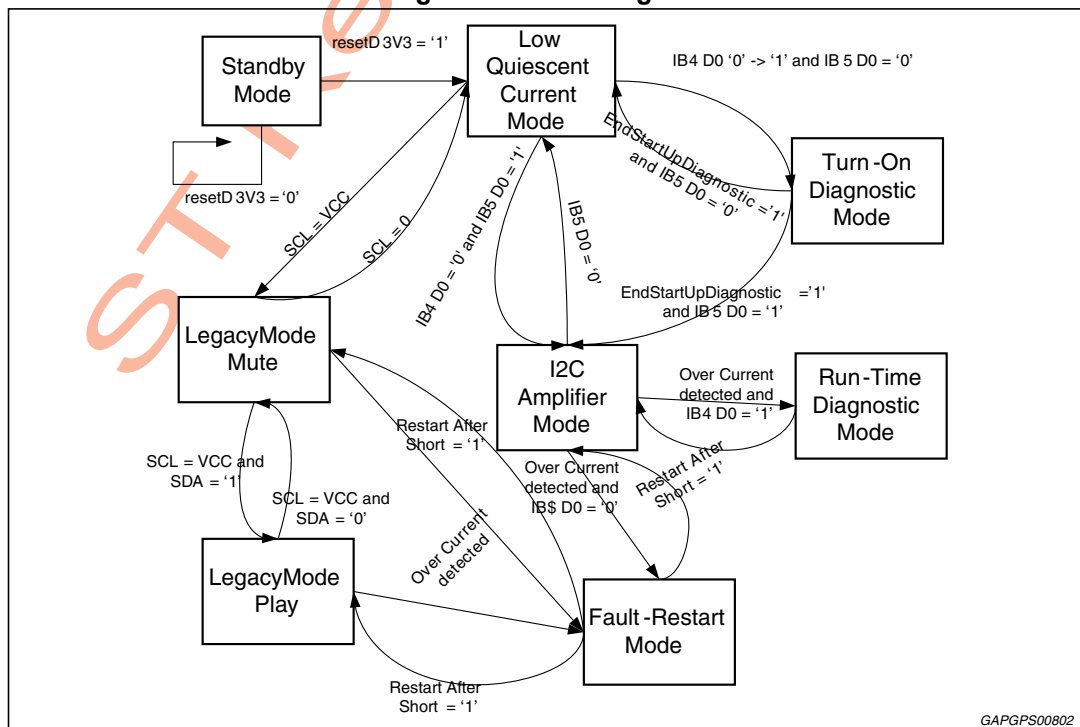 resetD 3V3 = '1'
Standby
Mode
resetD 3V3 = '0'
Low
Quiescent
Current
Mode
IB4 D0 '0' -> '1' and IB 5 D0 = '0'
EndStartUpDiagnostic ='1'
and IB5 D0 = '0'
Turn-On
Diagnostic
Mode
SCL = VCC
SCL = 0
IB4 D0 = '0' and IB5 D0 = '1'
IB5 D0 = '0'
EndStartUpDiagnostic ='1'
and IB 5 D0 = '1'
LegacyMode
Mute
I2C
Amplifier
Mode
Over Current
detected and
IB4 D0 = '1'
Run-Time
Diagnostic
Mode
Restart After
Short = '1'
SCL = VCC and
SDA = '1'
SCL = VCC and
SDA = '0'
Over Current
detected and
IB$ D0 = '0'
Restart After
Short = '1'
Over Current
detected
LegacyMode
Play
Fault-Restart
Mode
Restart After
Short = '1'
GAPGPS00802